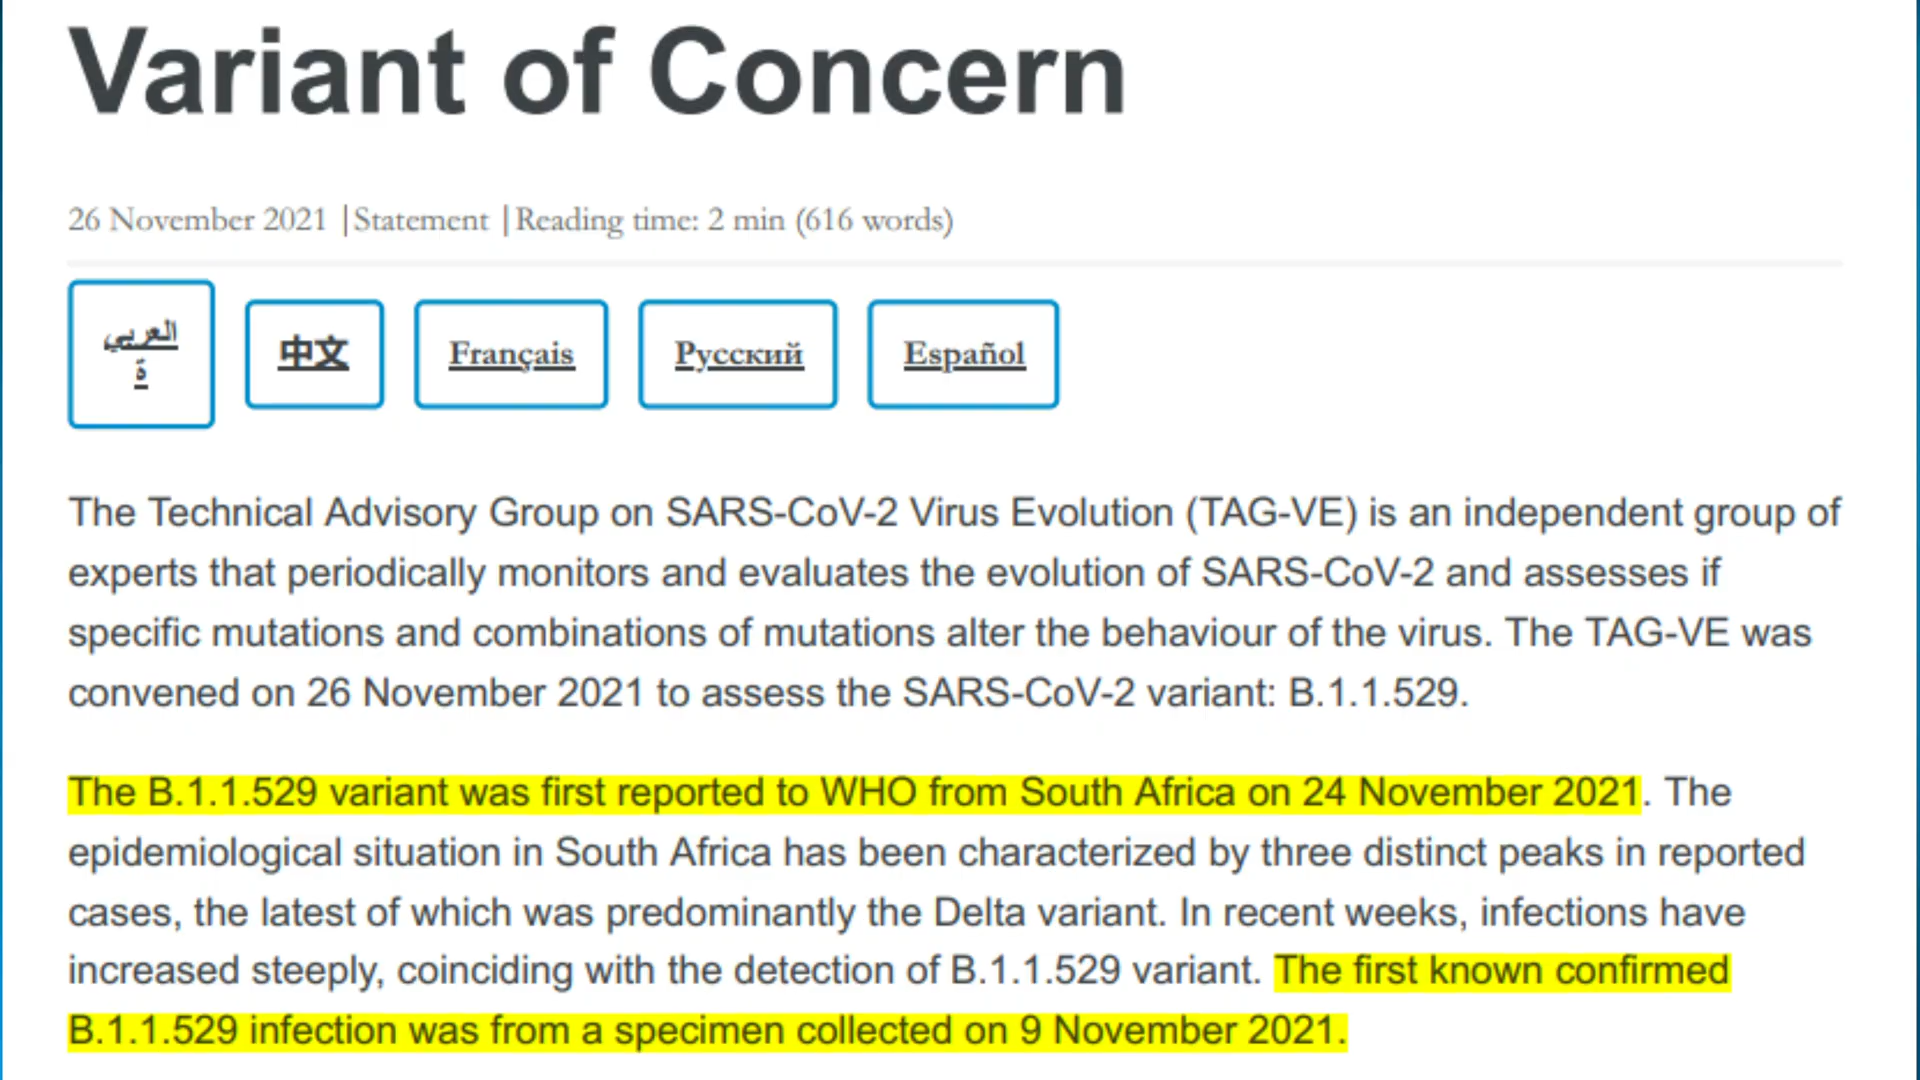 Variant of Concern
26 November 2021 |Statement |Reading time: 2 min (616 words)
العربي
ة
中文
Français
Русский
Español
The Technical Advisory Group on SARS-CoV-2 Virus Evolution (TAG-VE) is an independent group of
experts that periodically monitors and evaluates the evolution of SARS-CoV-2 and assesses if
specific mutations and combinations of mutations alter the behaviour of the virus. The TAG-VE was
convened on 26 November 2021 to assess the SARS-CoV-2 variant: B.1.1.529.
The B.1.1.529 variant was first reported to WHO from South Africa on 24 November 2021. The
epidemiological situation in South Africa has been characterized by three distinct peaks in reported
cases, the latest of which was predominantly the Delta variant. In recent weeks, infections have
increased steeply, coinciding with the detection of B.1.1.529 variant. The first known confirmed
B.1.1.529 infection was from a specimen collected on 9 November 2021.